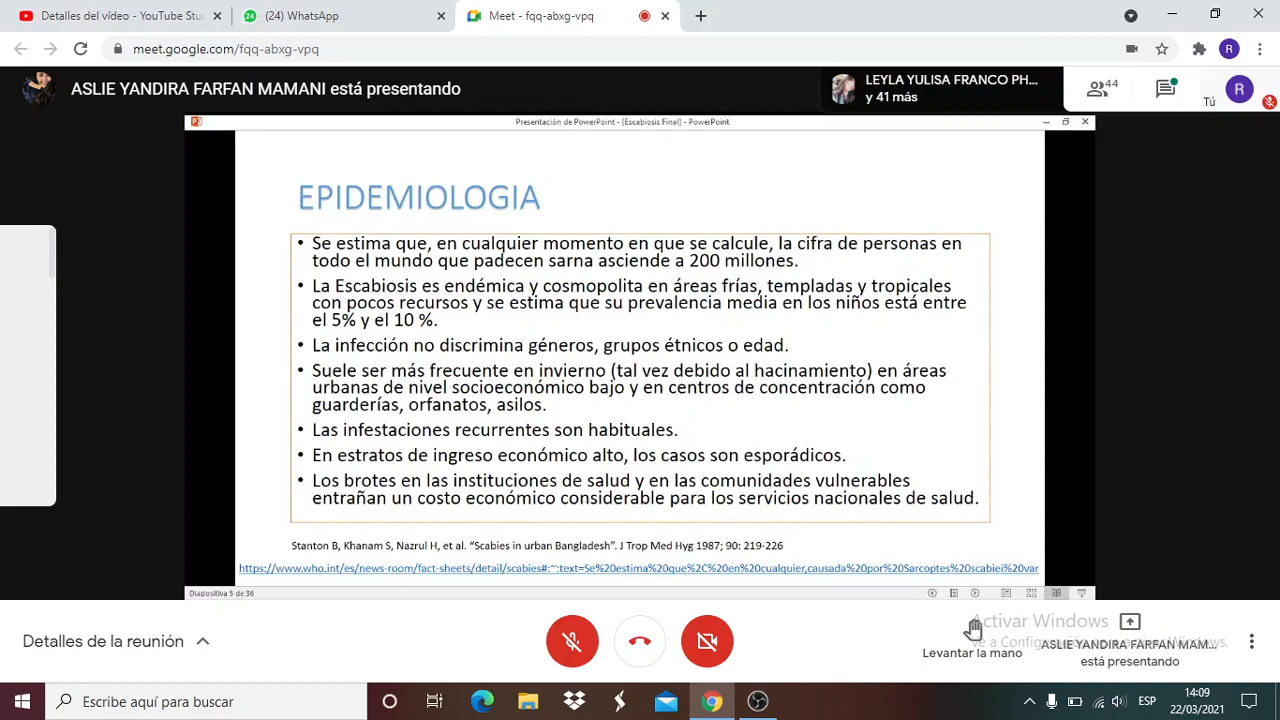 Detalles del vídeo - YouTube Stu
(24) WhatsApp
Meet - fqq-abxg-vpq
meet.google.com/fqq-abxg-vpq
R
ASLIE YANDIRA FARFAN MAMANI está presentando
LEYLA YULISA FRANCO PH...
y 41 más
44
Tú
R
Presentación de PowerPoint - (Escabiosis Final) - PowerPoint
EPIDEMIOLOGIA
• Se estima que, en cualquier momento en que se calcule, la cifra de personas en
todo el mundo que padecen sarna asciende a 200 millones.
• La Escabiosis es endémica y cosmopolita en áreas frías, templadas y tropicales
con pocos recursos y se estima que su prevalencia media en los niños está entre
el 5% y el 10 %.
• La infección no discrimina géneros, grupos étnicos o edad.
• Suele ser más frecuente en invierno (tal vez debido al hacinamiento) en áreas
urbanas de nivel socioeconómico bajo y en centros de concentración como
guarderías, orfanatos, asilos.
• Las infestaciones recurrentes son habituales.
• En estratos de ingreso económico alto, los casos son esporádicos.
• Los brotes en las instituciones de salud y en las comunidades vulnerables
entrañan un costo económico considerable para los servicios nacionales de salud.
Stanton B, Khanam S, Nazrul H, et al. "Scabies in urban Bangladesh". J Trop Med Hyg 1987; 90: 219-226
https://www.who.int/es/news-room/fact-sheets/detail/scabies#:~:text=Se%20estima%20que%2C%20en%20cualquier,causada%20por%20Sarcoptes%20scabiei%20var
Diapositiva 5 de 36
Detalles de la reunión
Activar Windows
Ve a Configuración para activar Windows.
Levantar la mano
ASLIE YANDIRA FARFAN MAM...
está presentando
Escribe aquí para buscar
ESP
14:09
22/03/2021